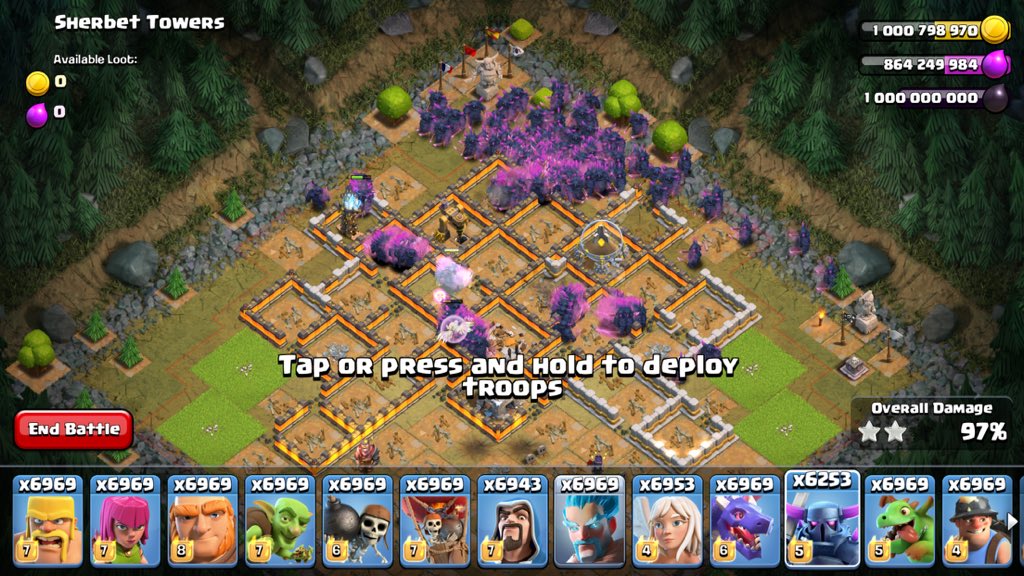 Sherbet Towers
Available Loot:
0
0
1 000 798 970
864 249 984
1 000 000 000
Tap or press and hold to deploy
troops
End Battle
Overall Damage
97%
x6969 x6969 x6969 x6969 x6969 x6969 x6943 x6969 x6953 x6969 x6253 x6969 x6969
7 7 8 7 6 7 7 4 6 5 5 4